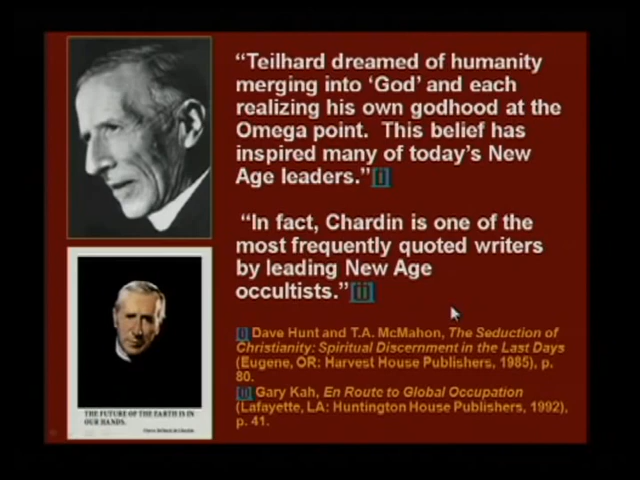 “Teilhard dreamed of humanity
merging into ‘God’ and each
realizing his own godhood at the
Omega point. This belief has
inspired many of today’s New
Age leaders.”[i]
“In fact, Chardin is one of the
most frequently quoted writers
by leading New Age
occultists.”[ii]
[i] Dave Hunt and T.A. McMahon, The Seduction of
Christianity: Spiritual Discernment in the Last Days
(Eugene, OR: Harvest House Publishers, 1985), p.
80.
[ii] Gary Kah, En Route to Global Occupation
(Lafayette, LA: Huntington House Publishers, 1992),
p. 41.
THE FUTURE OF THE EARTH IS IN
OUR HANDS.